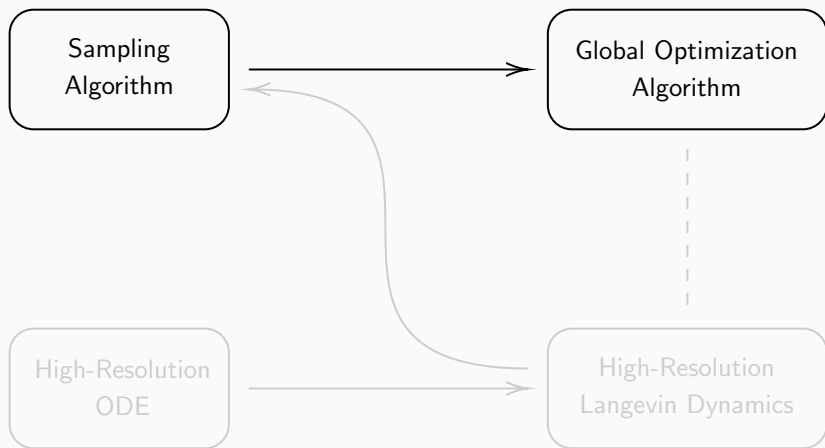 Sampling
Algorithm
Global Optimization
Algorithm
High-Resolution
ODE
High-Resolution
Langevin Dynamics